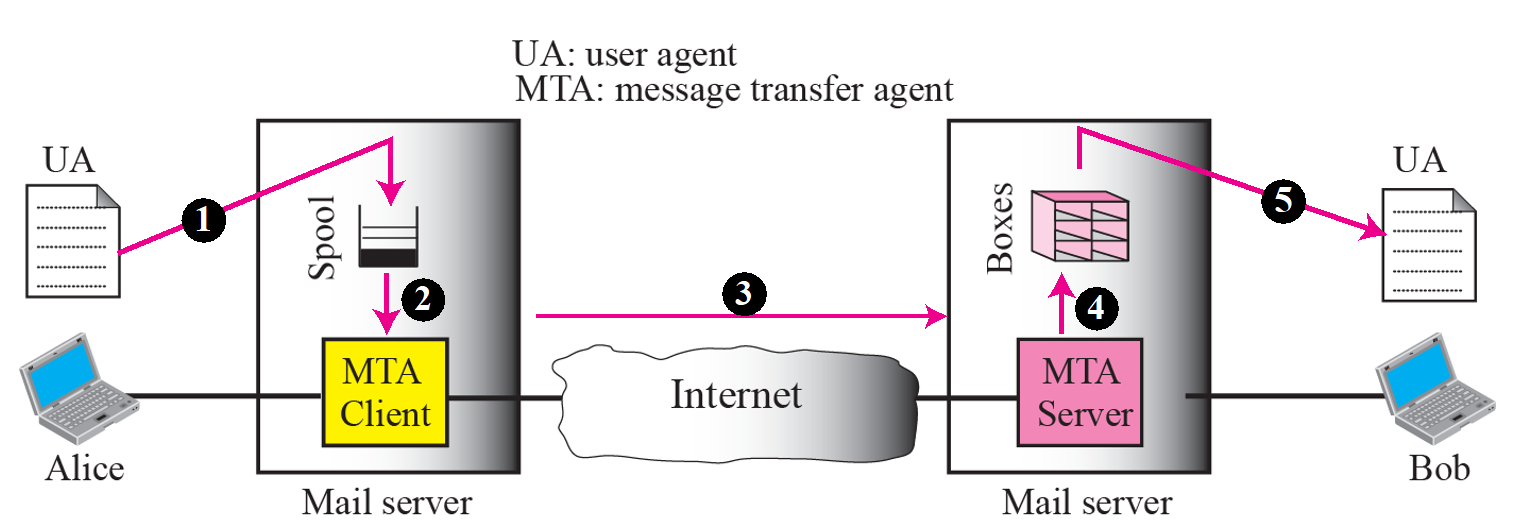 UA: user agent
MTA: message transfer agent
UA
UA
1
5
Spool
Boxes
2
3
4
MTA
Client
Internet
MTA
Server
Alice
Bob
Mail server
Mail server